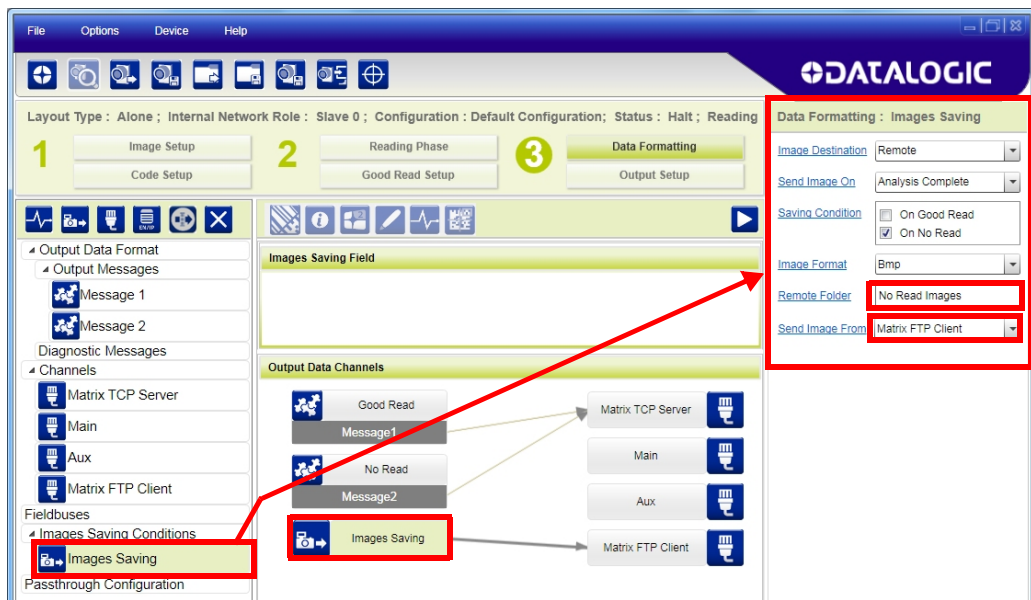 File Options Device Help
DATALOGIC
Layout Type : Alone ; Internal Network Role : Slave 0 ; Configuration : Default Configuration; Status : Halt ; Reading
1
Image Setup
Code Setup
2
Reading Phase
Good Read Setup
3
Data Formatting
Output Setup
Output Data Format
Output Messages
Message 1
Message 2
Diagnostic Messages
Channels
Matrix TCP Server
Main
Aux
Matrix FTP Client
Fieldbuses
Images Saving Conditions
Images Saving
Passthrough Configuration
Images Saving Field
Output Data Channels
Good Read
Message1
No Read
Message2
Images Saving
Matrix TCP Server
Main
Aux
Matrix FTP Client
Data Formatting : Images Saving
Image Destination Remote
Send Image On Analysis Complete
Saving Condition On Good Read
On No Read
Image Format Bmp
Remote Folder No Read Images
Send Image From Matrix FTP Client